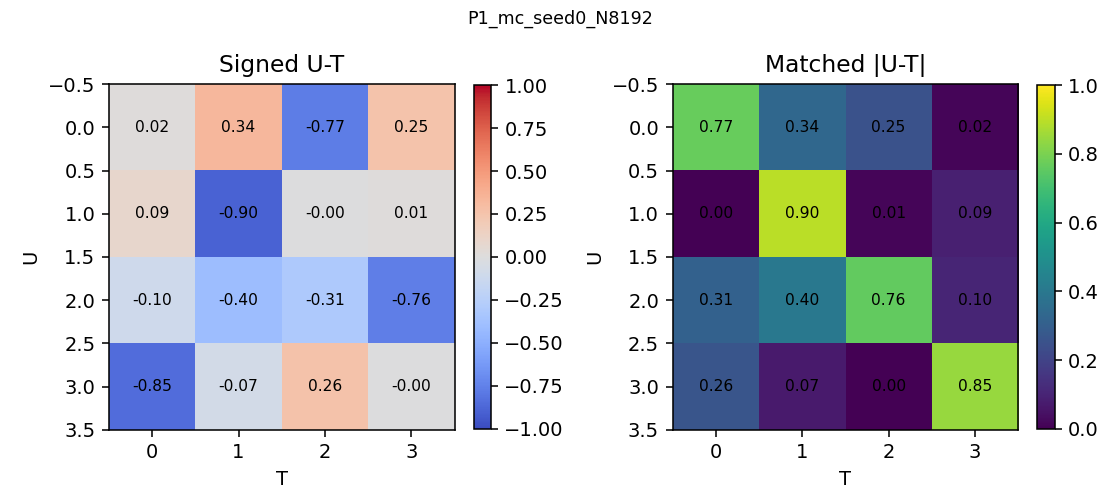 P1_mc_seed0_N8192
Signed U-T
−0.5
0.0
0.5
1.0
1.5
2.0
2.5
3.0
3.5
U
0.02 0.34 -0.77 0.25
0.09 -0.90 -0.00 0.01
-0.10 -0.40 -0.31 -0.76
-0.85 -0.07 0.26 -0.00
0 1 2 3
T
1.00
0.75
0.50
0.25
0.00
−0.25
−0.50
−0.75
−1.00
Matched |U-T|
−0.5
0.0
0.5
1.0
1.5
2.0
2.5
3.0
3.5
U
0.77 0.34 0.25 0.02
0.00 0.90 0.01 0.09
0.31 0.40 0.76 0.10
0.26 0.07 0.00 0.85
0 1 2 3
T
1.0
0.8
0.6
0.4
0.2
0.0